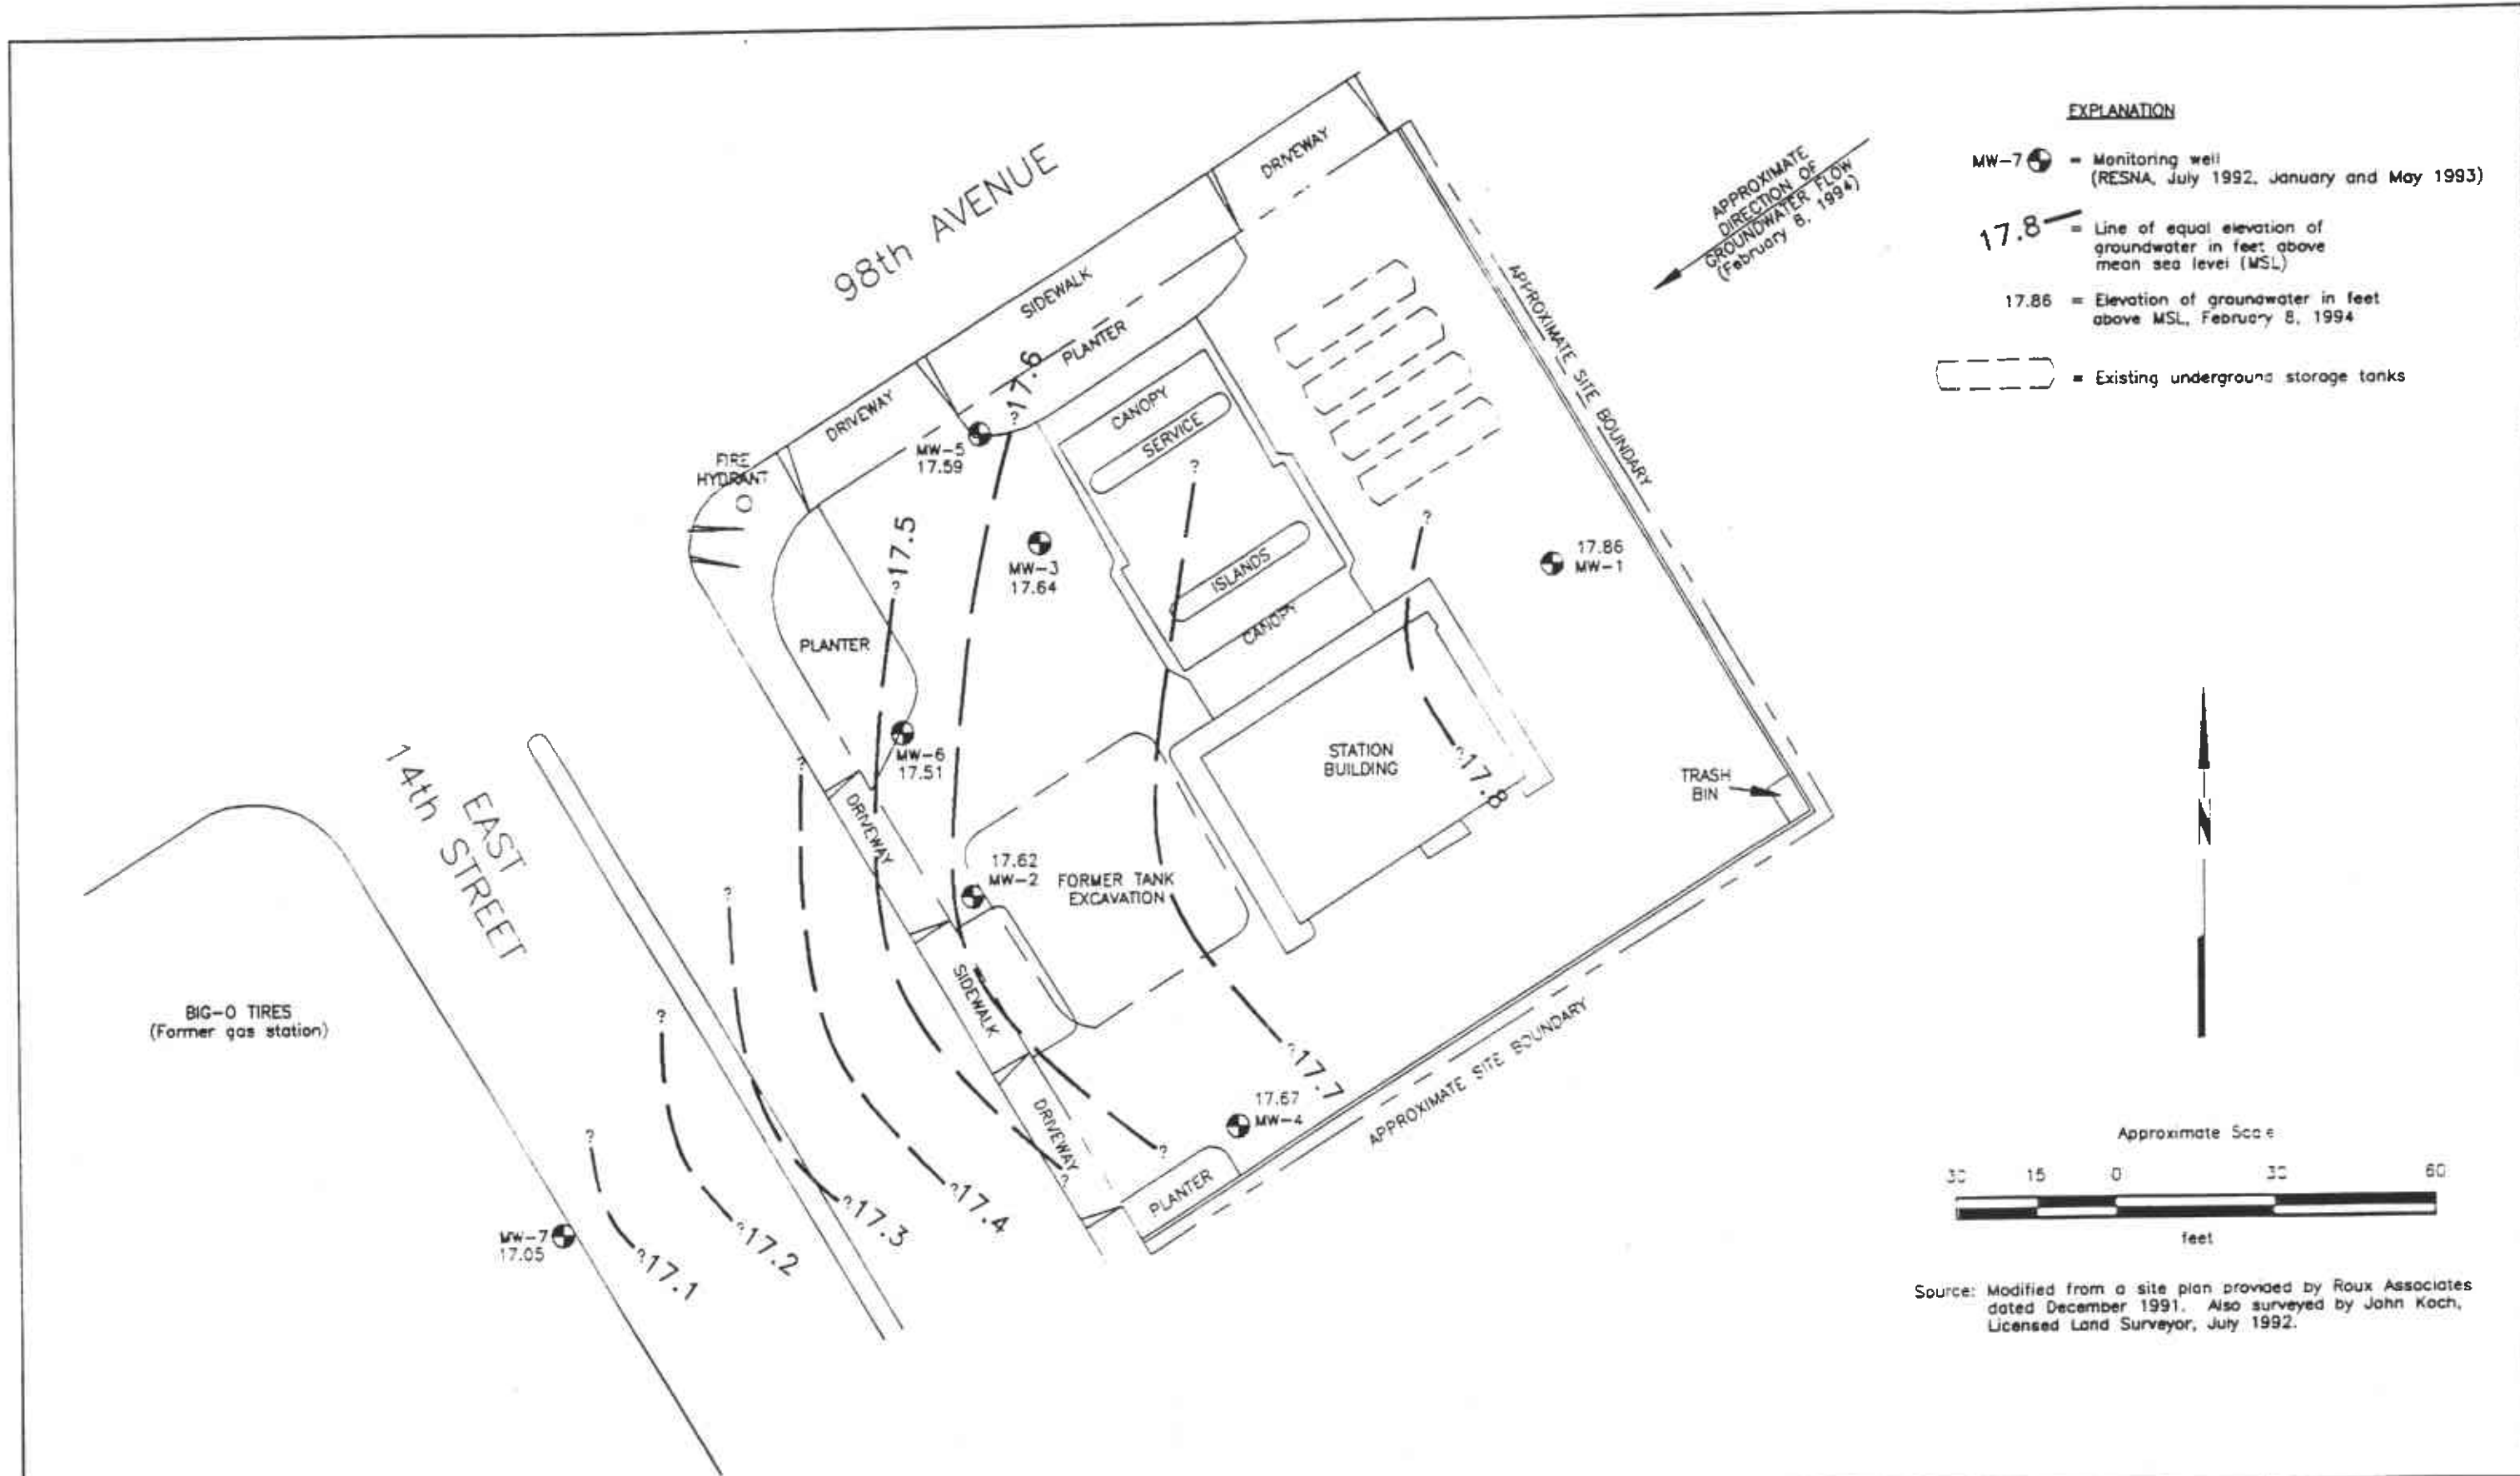 98th AVENUE
DRIVEWAY
SIDEWALK
PLANTER
17.6
?
DRIVEWAY
FIRE
HYDRANT
MW-5
17.59
CANOPY
SERVICE
?
ISLANDS
CANOPY
17.5
?
MW-3
17.64
?
17.86
MW-1
PLANTER
MW-6
17.51
?
DRIVEWAY
STATION
BUILDING
?17.8
TRASH
BIN
EAST
14th STREET
?
17.62
MW-2
FORMER TANK
EXCAVATION
SIDEWALK
BIG-O TIRES
(Former gas station)
?
?17.7
17.67
MW-4
DRIVEWAY
?
?
PLANTER
?
MW-7
17.05
?17.1
?17.2
?17.3
?17.4
APPROXIMATE SITE BOUNDARY
APPROXIMATE SITE BOUNDARY
APPROXIMATE
DIRECTION OF
GROUNDWATER FLOW
(February 8, 1994)
EXPLANATION
MW-7 = Monitoring well
(RESNA, July 1992, January and May 1993)
17.8 = Line of equal elevation of
groundwater in feet above
mean sea level (MSL)
17.86 = Elevation of groundwater in feet
above MSL, February 8, 1994
= Existing underground storage tanks
N
Approximate Scale
30 15 0 30 60
feet
Source: Modified from a site plan provided by Roux Associates
dated December 1991. Also surveyed by John Koch,
Licensed Land Surveyor, July 1992.